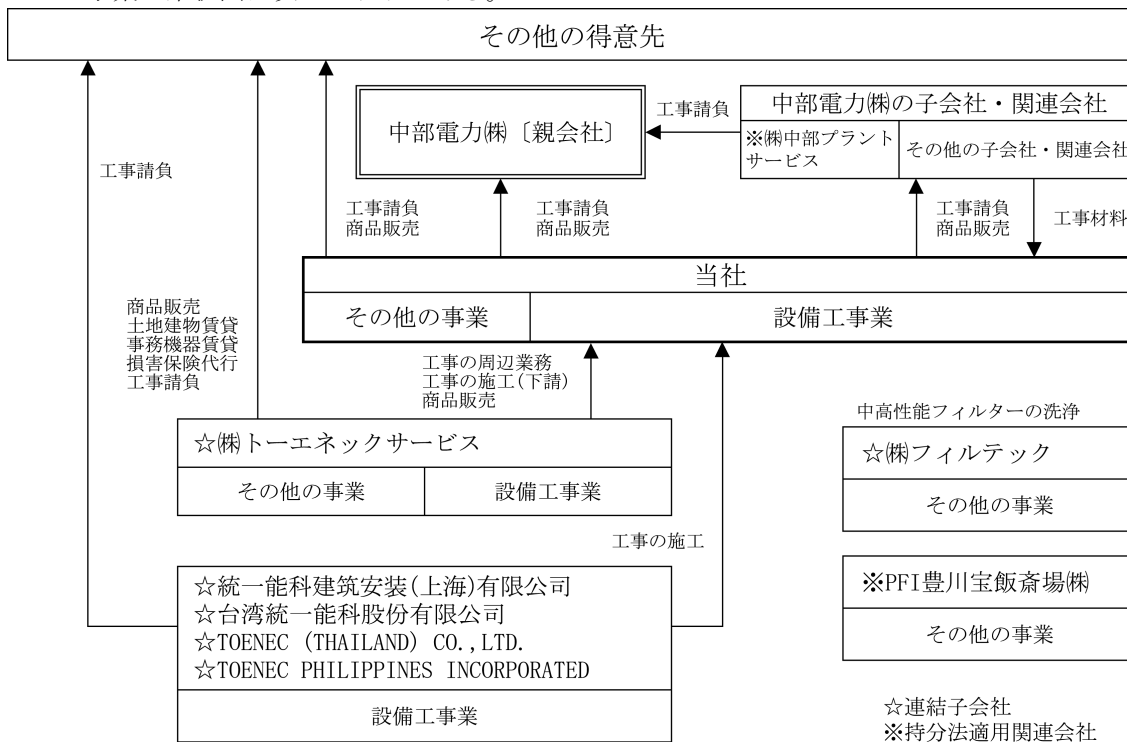 その他の得意先
中部電力㈱〔親会社〕
工事請負
中部電力㈱の子会社・関連会社
※㈱中部プラント
サービス
その他の子会社・関連会社
工事請負
工事請負
商品販売
工事請負
商品販売
工事請負
商品販売
工事材料
当社
その他の事業
設備工事業
商品販売
土地建物賃貸
事務機器賃貸
損害保険代行
工事請負
工事の周辺業務
工事の施工(下請)
商品販売
☆㈱トーエネックサービス
その他の事業
設備工事業
中高性能フィルターの洗浄
☆㈱フィルテック
その他の事業
工事の施工
☆統一能科建筑安装(上海)有限公司
☆台湾統一能科股份有限公司
☆TOENEC (THAILAND) CO.,LTD.
☆TOENEC PHILIPPINES INCORPORATED
設備工事業
※PFI豊川宝飯斎場㈱
その他の事業
☆連結子会社
※持分法適用関連会社